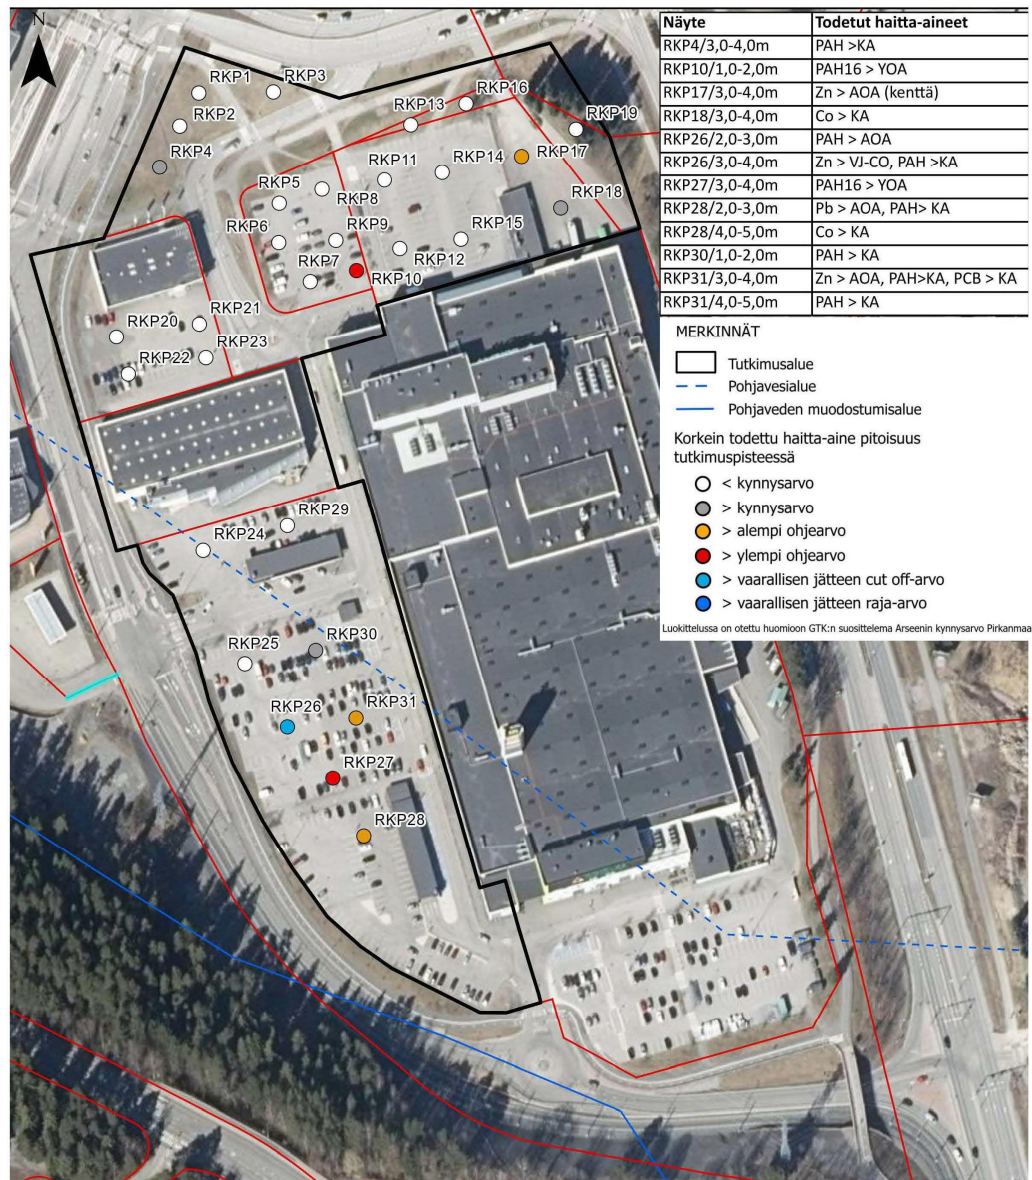 N
RKP1
RKP3
RKP2
RKP4
RKP16
RKP13
RKP19
RKP11
RKP14
RKP17
RKP5
RKP8
RKP18
RKP6
RKP9
RKP15
RKP7
RKP10
RKP12
RKP21
RKP20
RKP23
RKP22
RKP29
RKP24
RKP30
RKP25
RKP26
RKP31
RKP27
RKP28
Näyte Todetut haitta-aineet
RKP4/3,0-4,0m PAH >KA
RKP10/1,0-2,0m PAH16 > YOA
RKP17/3,0-4,0m Zn > AOA (kenttä)
RKP18/3,0-4,0m Co > KA
RKP26/2,0-3,0m PAH > AOA
RKP26/3,0-4,0m Zn > VJ-CO, PAH >KA
RKP27/3,0-4,0m PAH16 > YOA
RKP28/2,0-3,0m Pb > AOA, PAH> KA
RKP28/4,0-5,0m Co > KA
RKP30/1,0-2,0m PAH > KA
RKP31/3,0-4,0m Zn > AOA, PAH>KA, PCB > KA
RKP31/4,0-5,0m PAH > KA
MERKINNÄT
Tutkimusalue
Pohjavesialue
Pohjaveden muodostumisalue
Korkein todettu haitta-aine pitoisuus
tutkimuspisteessä
< kynnysarvo
> kynnysarvo
> alempi ohjearvo
> ylempi ohjearvo
> vaarallisen jätteen cut off-arvo
> vaarallisen jätteen raja-arvo
Luokittelussa on otettu huomioon GTK:n suosittelema Arseenin kynnysarvo Pirkanmaa